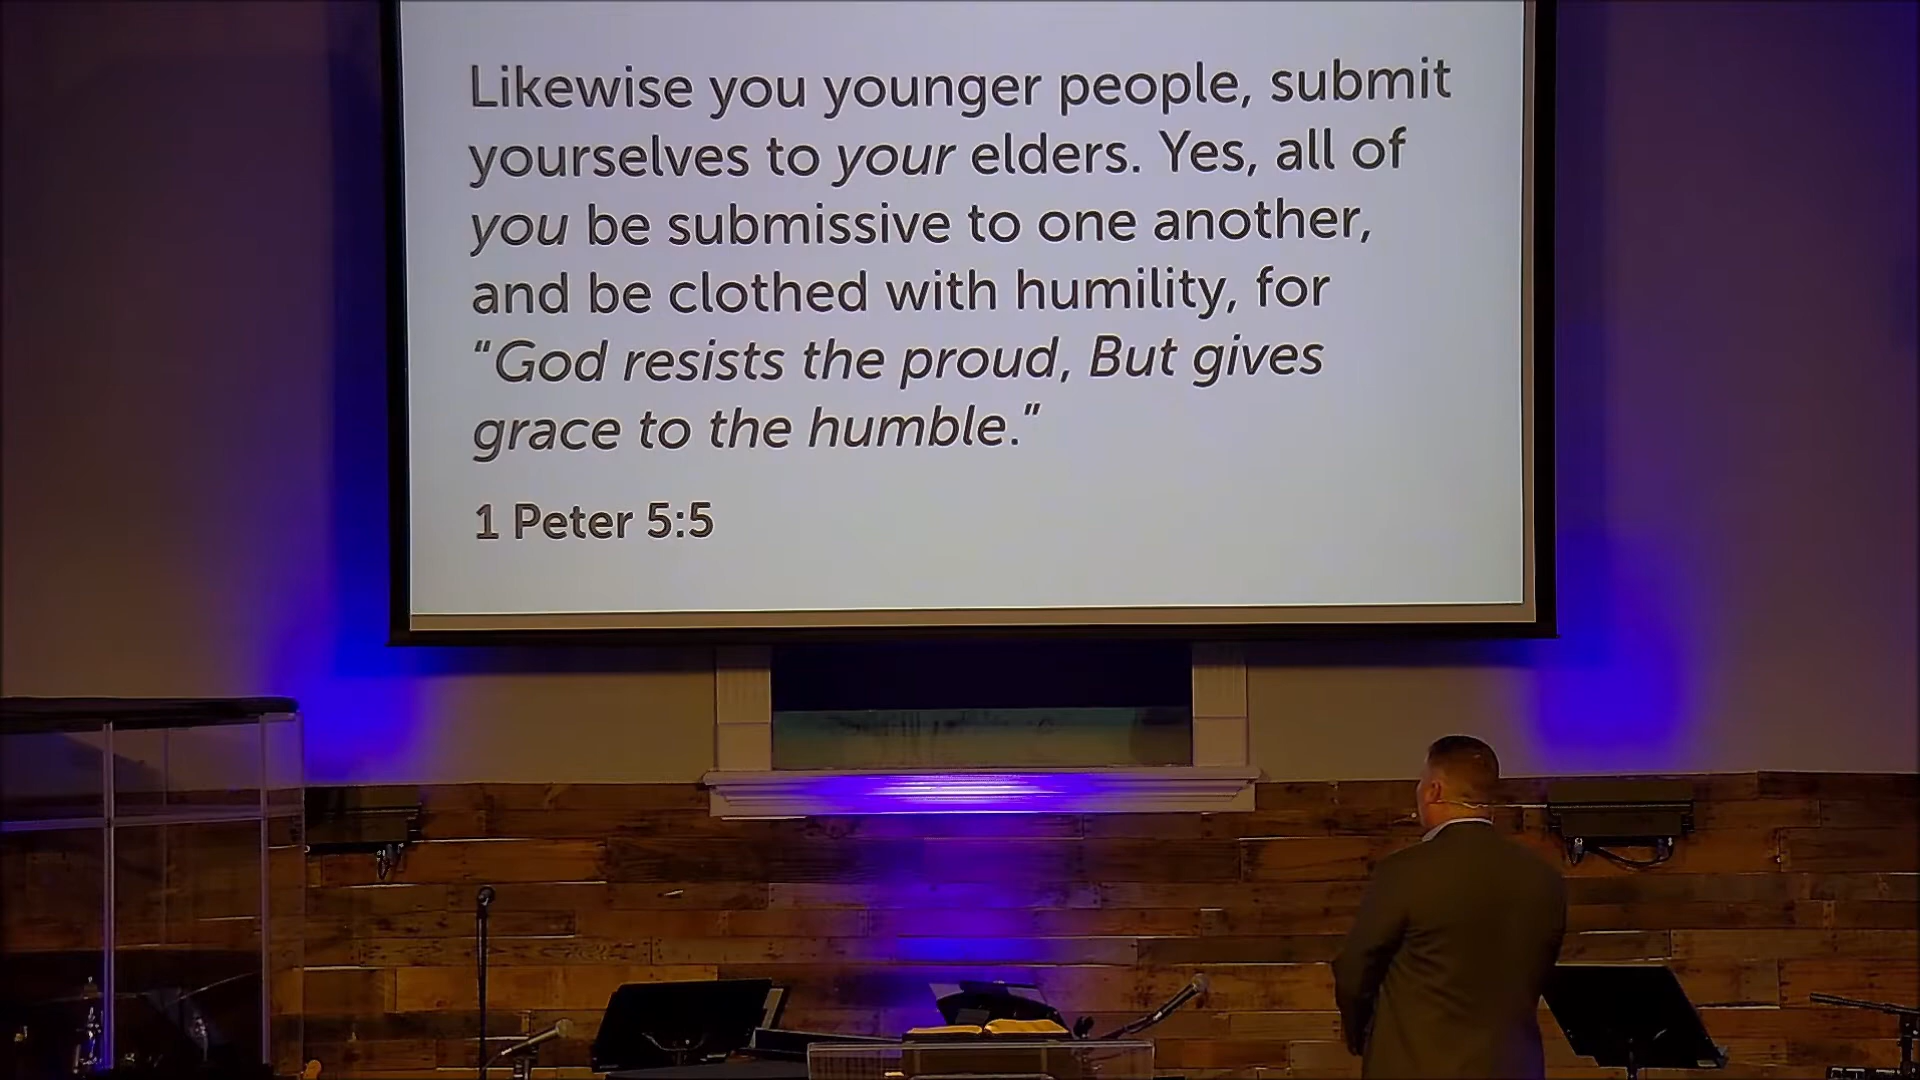 Likewise you younger people, submit
yourselves to your elders. Yes, all of
you be submissive to one another,
and be clothed with humility, for
“God resists the proud, But gives
grace to the humble.”
1 Peter 5:5